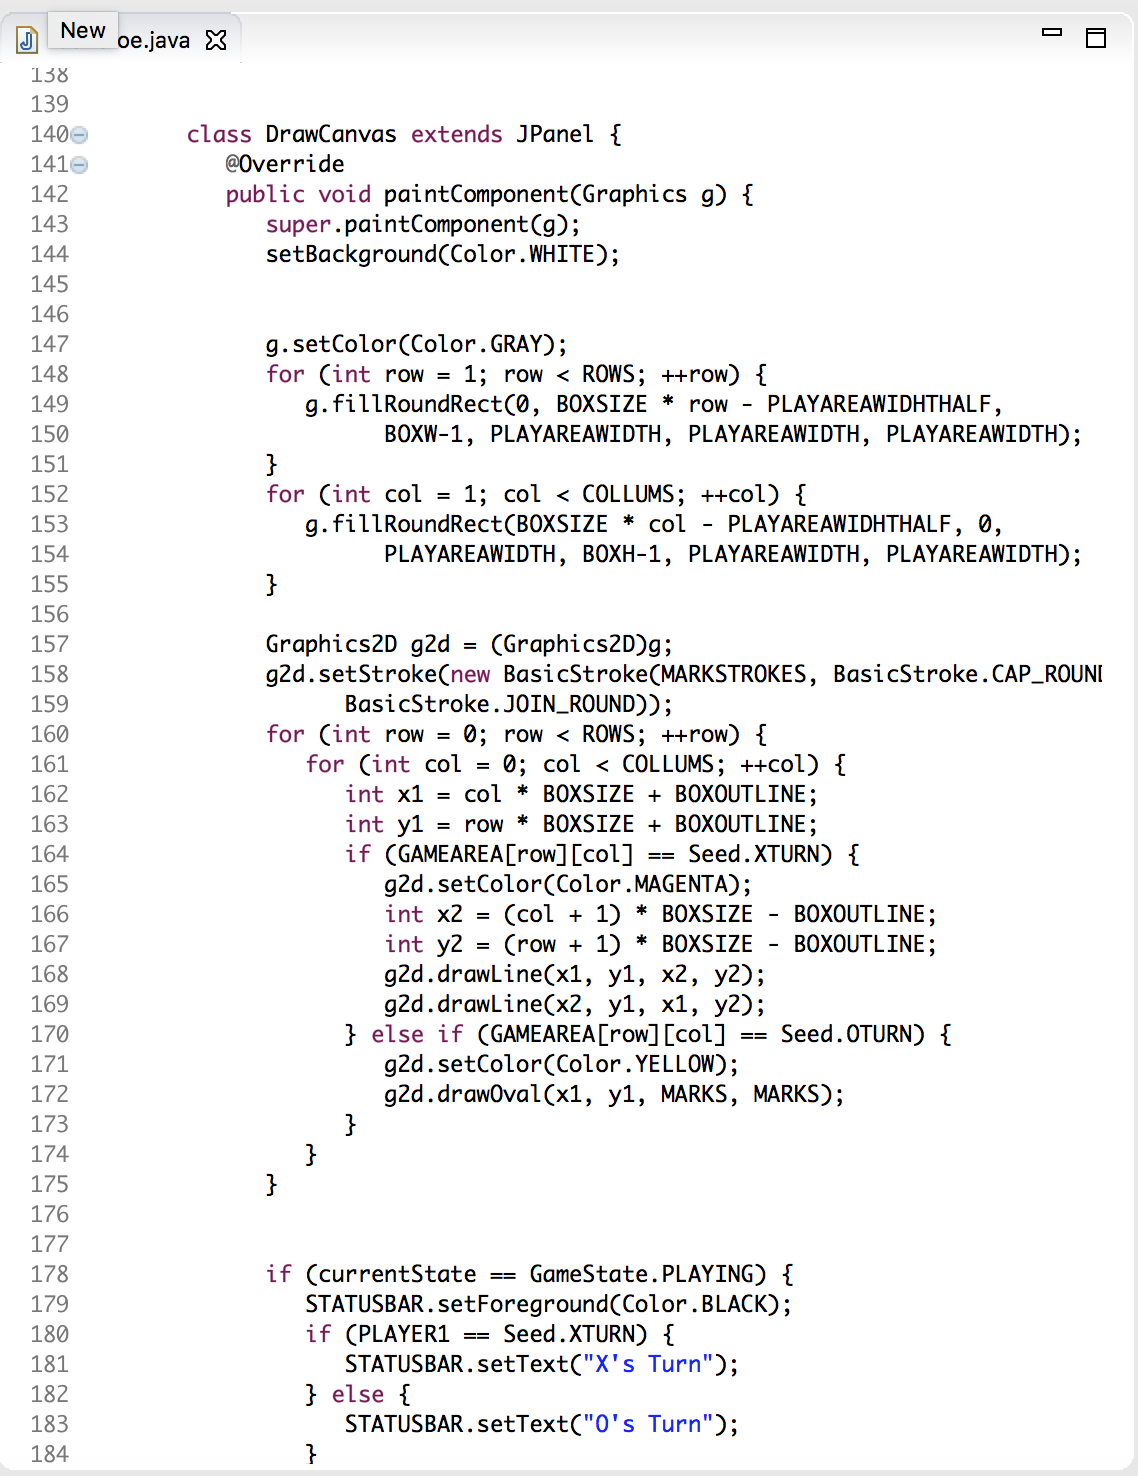 New
oe.java
138
139
140 class DrawCanvas extends JPanel {
141 @Override
142 public void paintComponent(Graphics g) {
143 super.paintComponent(g);
144 setBackground(Color.WHITE);
145
146
147 g.setColor(Color.GRAY);
148 for (int row = 1; row < ROWS; ++row) {
149 g.fillRoundRect(0, BOXSIZE * row - PLAYAREAWIDHTHALF,
150 BOXW-1, PLAYAREAWIDTH, PLAYAREAWIDTH, PLAYAREAWIDTH);
151 }
152 for (int col = 1; col < COLLUMS; ++col) {
153 g.fillRoundRect(BOXSIZE * col - PLAYAREAWIDHTHALF, 0,
154 PLAYAREAWIDTH, BOXH-1, PLAYAREAWIDTH, PLAYAREAWIDTH);
155 }
156
157 Graphics2D g2d = (Graphics2D)g;
158 g2d.setStroke(new BasicStroke(MARKSTROKES, BasicStroke.CAP_ROUND
159 BasicStroke.JOIN_ROUND));
160 for (int row = 0; row < ROWS; ++row) {
161 for (int col = 0; col < COLLUMS; ++col) {
162 int x1 = col * BOXSIZE + BOXOUTLINE;
163 int y1 = row * BOXSIZE + BOXOUTLINE;
164 if (GAMEAREA[row][col] == Seed.XTURN) {
165 g2d.setColor(Color.MAGENTA);
166 int x2 = (col + 1) * BOXSIZE - BOXOUTLINE;
167 int y2 = (row + 1) * BOXSIZE - BOXOUTLINE;
168 g2d.drawLine(x1, y1, x2, y2);
169 g2d.drawLine(x2, y1, x1, y2);
170 } else if (GAMEAREA[row][col] == Seed.OTURN) {
171 g2d.setColor(Color.YELLOW);
172 g2d.drawOval(x1, y1, MARKS, MARKS);
173 }
174 }
175 }
176
177
178 if (currentState == GameState.PLAYING) {
179 STATUSBAR.setForeground(Color.BLACK);
180 if (PLAYER1 == Seed.XTURN) {
181 STATUSBAR.setText("X's Turn");
182 } else {
183 STATUSBAR.setText("O's Turn");
184 }